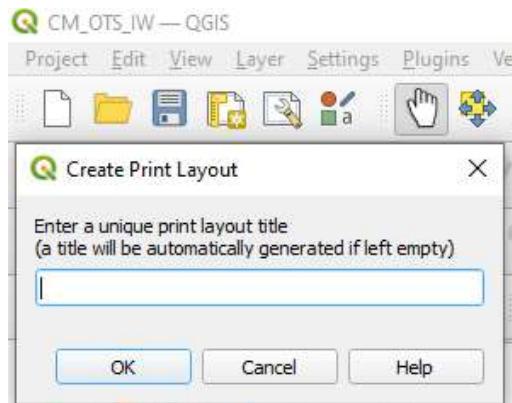 CM_OTS_IW — QGIS
Project Edit View Layer Settings Plugins Ve
a
Create Print Layout
Enter a unique print layout title
(a title will be automatically generated if left empty)
OK Cancel Help